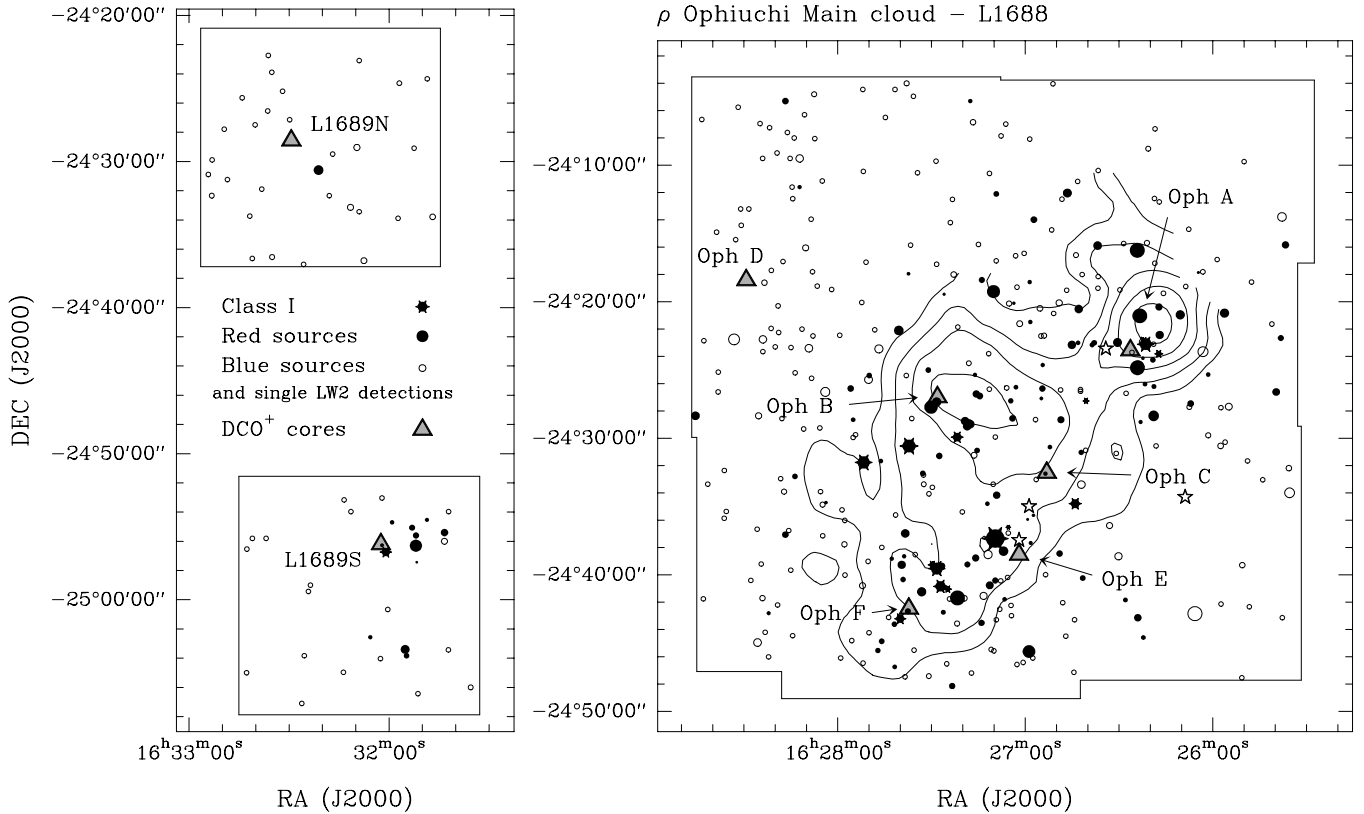 ρ Ophiuchi Main cloud – L1688
−24°20′00″
−24°30′00″
−24°40′00″
−24°50′00″
−25°00′00″
DEC (J2000)
L1689N
Class I
Red sources
Blue sources
and single LW2 detections
DCO⁺ cores
L1689S
16ʰ33ᵐ00ˢ
32ᵐ00ˢ
RA (J2000)
−24°10′00″
−24°20′00″
−24°30′00″
−24°40′00″
−24°50′00″
Oph A
Oph D
Oph B
Oph C
Oph E
Oph F
16ʰ28ᵐ00ˢ
27ᵐ00ˢ
26ᵐ00ˢ
RA (J2000)